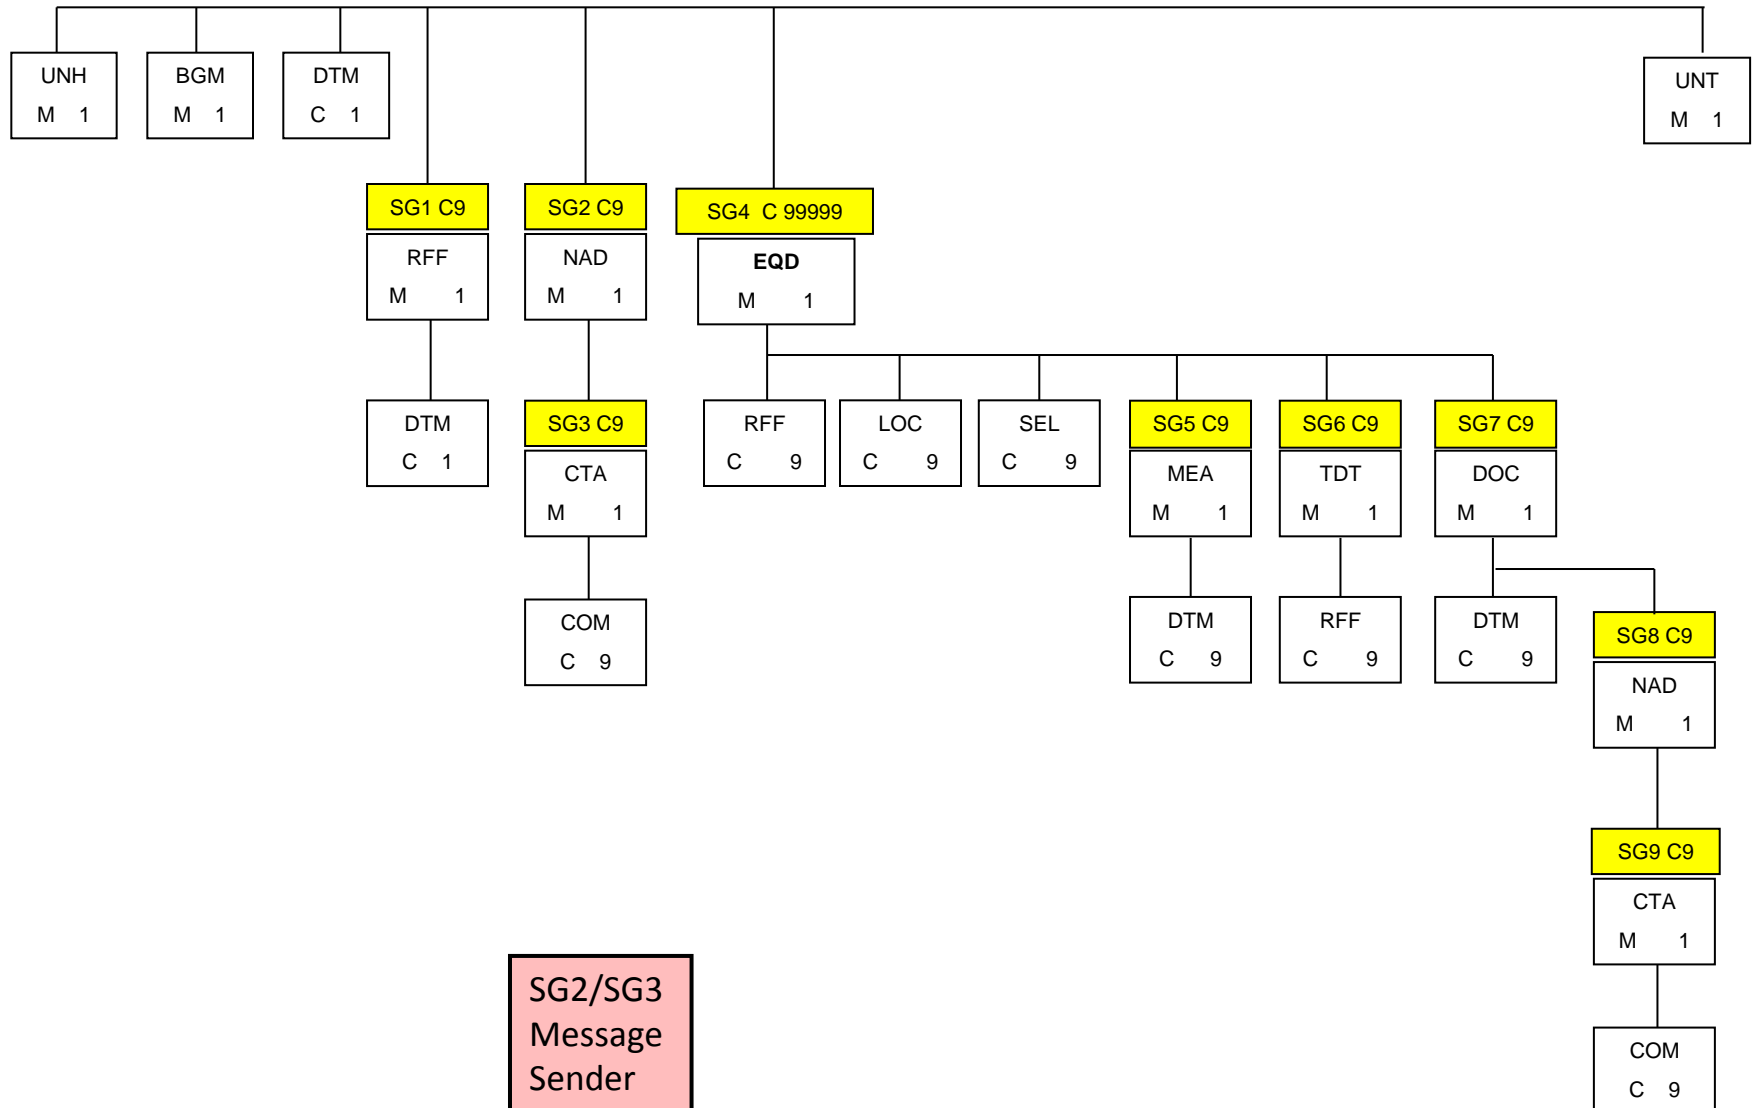 UNH
M 1
BGM
M 1
DTM
C 1
UNT
M 1
SG1 C9
RFF
M 1
SG2 C9
NAD
M 1
SG4 C 99999
EQD
M 1
DTM
C 1
SG3 C9
CTA
M 1
RFF
C 9
LOC
C 9
SEL
C 9
SG5 C9
MEA
M 1
SG6 C9
TDT
M 1
SG7 C9
DOC
M 1
COM
C 9
DTM
C 9
RFF
C 9
DTM
C 9
SG8 C9
NAD
M 1
SG9 C9
CTA
M 1
COM
C 9
SG2/SG3
Message
Sender